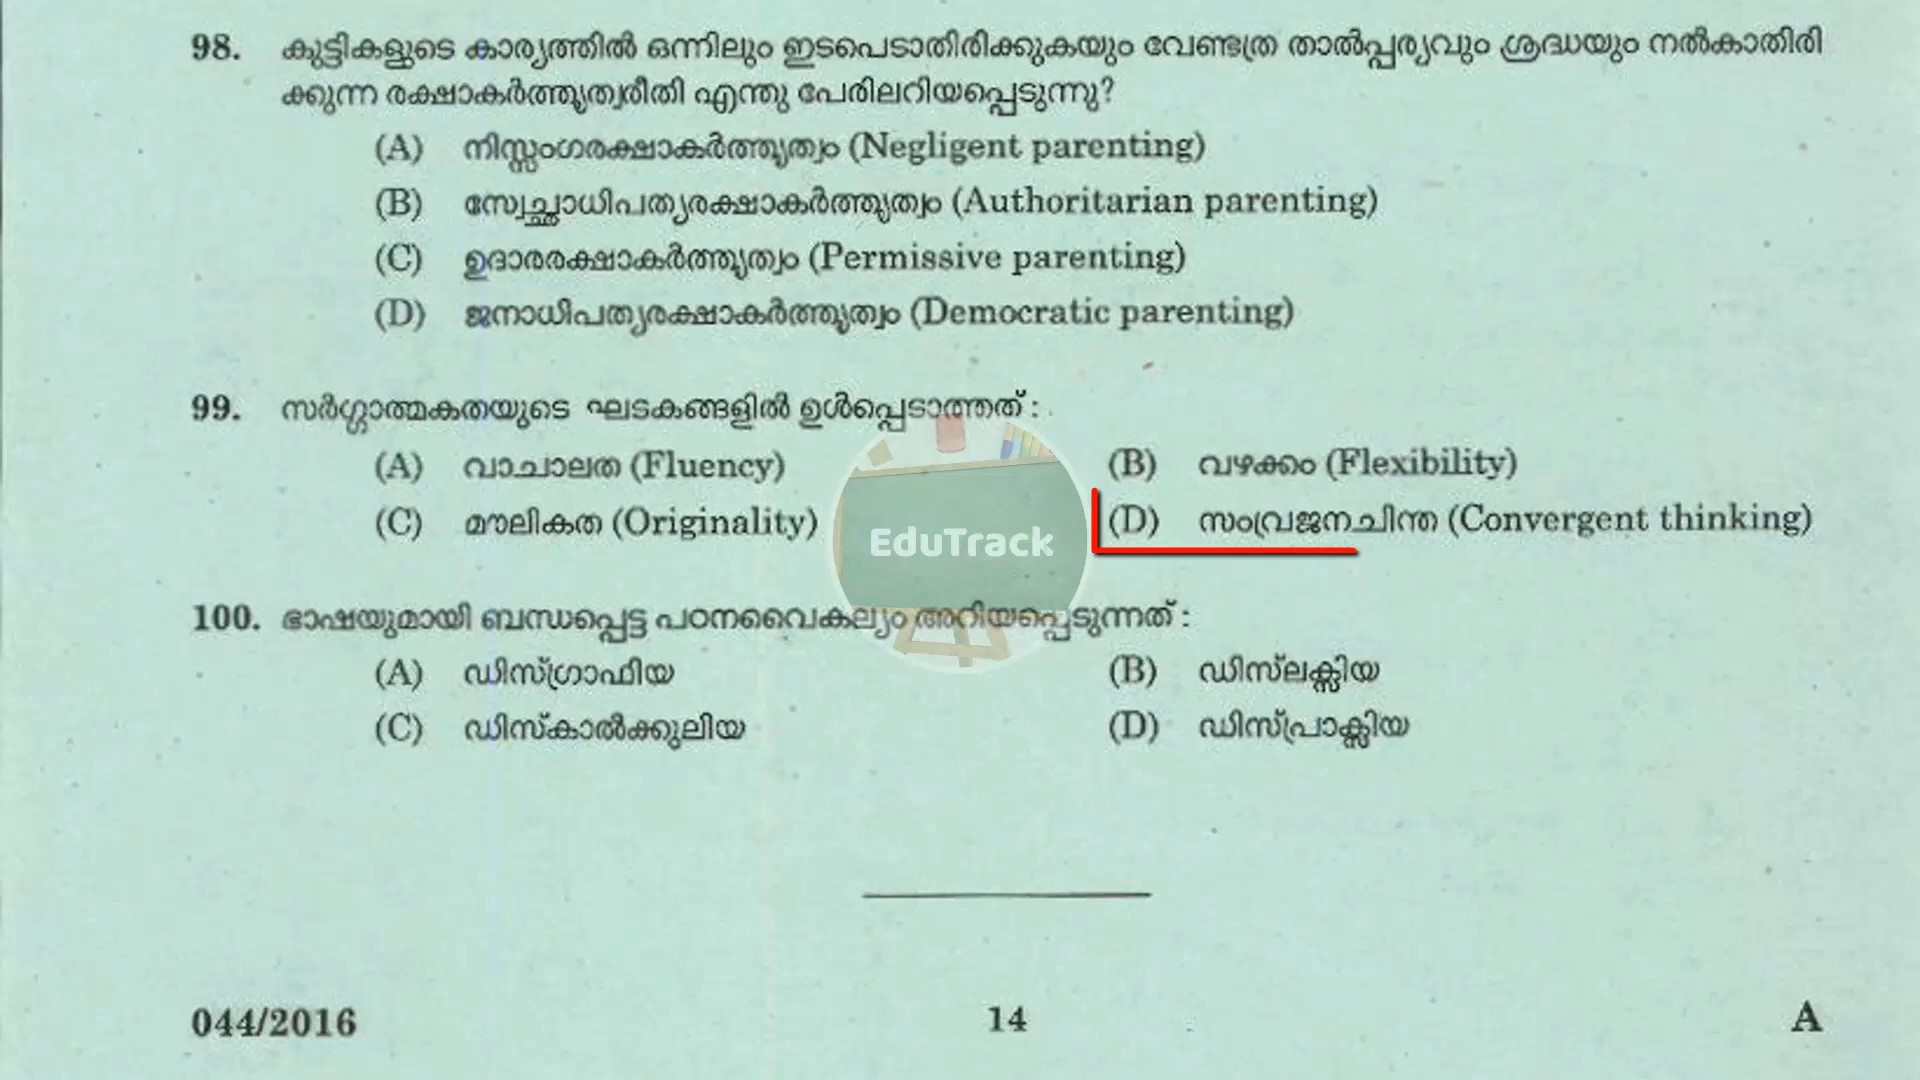 98. കുട്ടികളുടെ കാര്യത്തിൽ ഒന്നിലും ഇടപെടാതിരിക്കുകയും വേണ്ടത്ര താൽപ്പര്യവും ശ്രദ്ധയും നൽകാതിരി
ക്കുന്ന രക്ഷാകർത്തൃത്വരീതി എന്തു പേരിലറിയപ്പെടുന്നു?
(A) നിസ്സംഗരക്ഷാകർത്തൃത്വം (Negligent parenting)
(B) സ്വേച്ഛാധിപത്യരക്ഷാകർത്തൃത്വം (Authoritarian parenting)
(C) ഉദാരരക്ഷാകർത്തൃത്വം (Permissive parenting)
(D) ജനാധിപത്യരക്ഷാകർത്തൃത്വം (Democratic parenting)
99. സർഗ്ഗാത്മകതയുടെ ഘടകങ്ങളിൽ ഉൾപ്പെടാത്തത് :
(A) വാചാലത (Fluency) (B) വഴക്കം (Flexibility)
(C) മൗലികത (Originality) (D) സംവ്രജനചിന്ത (Convergent thinking)
EduTrack
100. ഭാഷയുമായി ബന്ധപ്പെട്ട പഠനവൈകല്യം അറിയപ്പെടുന്നത് :
(A) ഡിസ്ഗ്രാഫിയ (B) ഡിസ്ലക്സിയ
(C) ഡിസ്കാൽക്കുലിയ (D) ഡിസ്പ്രാക്സിയ
044/2016 14 A